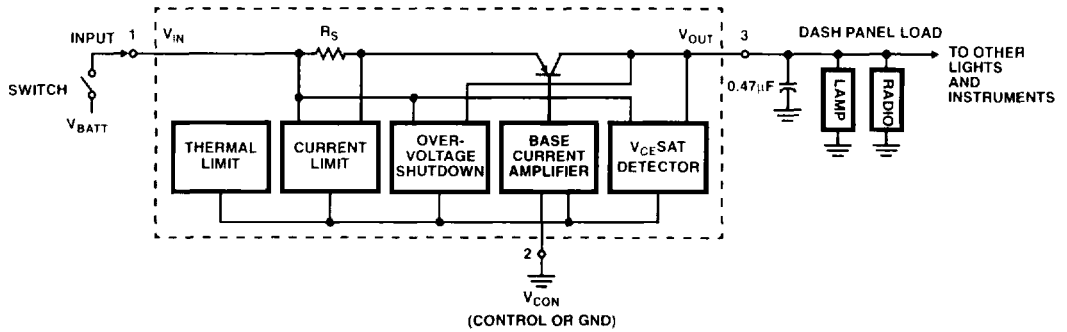 INPUT
1
V_IN
R_S
V_OUT
3
DASH PANEL LOAD
SWITCH
V_BATT
0.47µF
LAMP
RADIO
TO OTHER
LIGHTS
AND
INSTRUMENTS
THERMAL
LIMIT
CURRENT
LIMIT
OVER-
VOLTAGE
SHUTDOWN
BASE
CURRENT
AMPLIFIER
V_CESAT
DETECTOR
2
V_CON
(CONTROL OR GND)